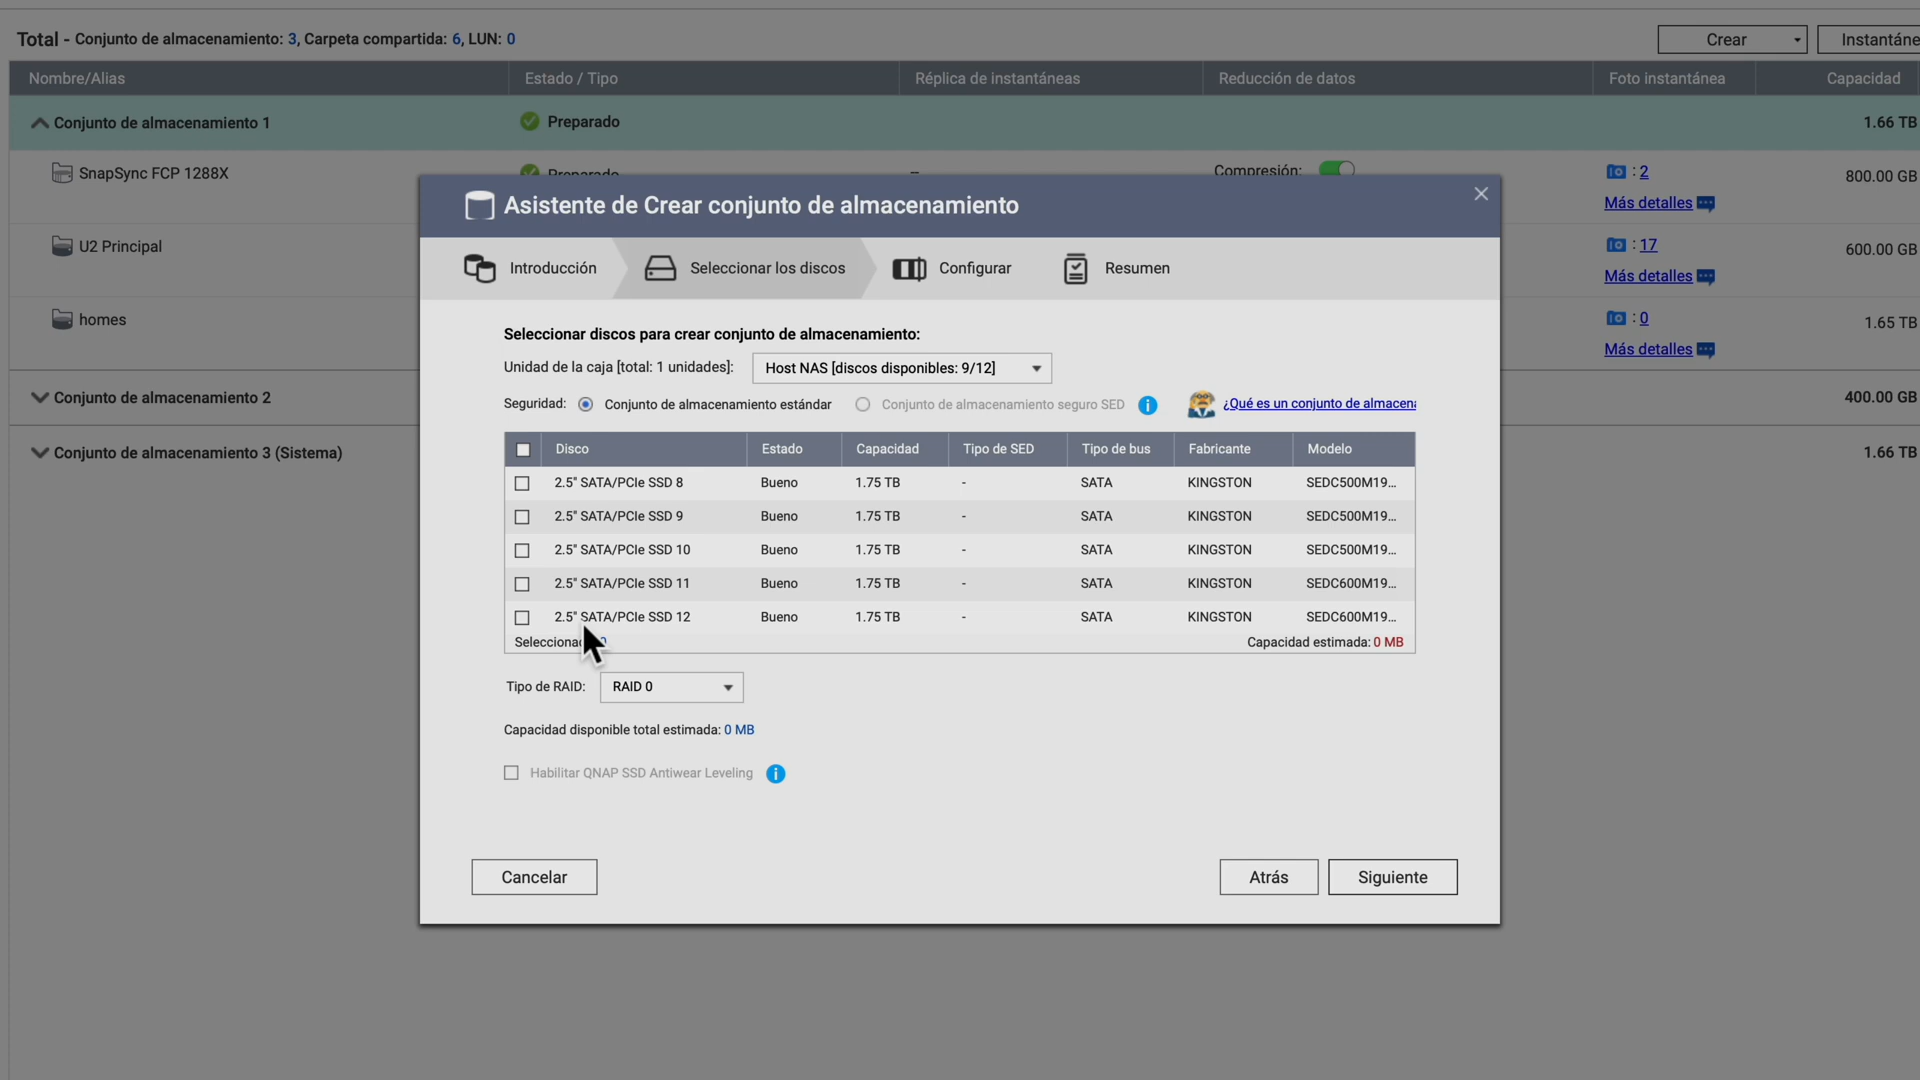 Total - Conjunto de almacenamiento: 3, Carpeta compartida: 6, LUN: 0
Crear
Instantáne
Nombre/Alias Estado / Tipo Réplica de instantáneas Reducción de datos Foto instantánea Capacidad
Conjunto de almacenamiento 1 Preparado 1.66 TB
SnapSync FCP 1288X Preparado – Compresión: : 2 800.00 GB
Más detalles
U2 Principal : 17 600.00 GB
Más detalles
homes : 0 1.65 TB
Más detalles
Conjunto de almacenamiento 2 400.00 GB
Conjunto de almacenamiento 3 (Sistema) 1.66 TB
Asistente de Crear conjunto de almacenamiento
Introducción Seleccionar los discos Configurar Resumen
Seleccionar discos para crear conjunto de almacenamiento:
Unidad de la caja [total: 1 unidades]: Host NAS [discos disponibles: 9/12]
Seguridad: Conjunto de almacenamiento estándar Conjunto de almacenamiento seguro SED ¿Qué es un conjunto de almacena
Disco Estado Capacidad Tipo de SED Tipo de bus Fabricante Modelo
2.5" SATA/PCIe SSD 8 Bueno 1.75 TB - SATA KINGSTON SEDC500M19...
2.5" SATA/PCIe SSD 9 Bueno 1.75 TB - SATA KINGSTON SEDC500M19...
2.5" SATA/PCIe SSD 10 Bueno 1.75 TB - SATA KINGSTON SEDC500M19...
2.5" SATA/PCIe SSD 11 Bueno 1.75 TB - SATA KINGSTON SEDC600M19...
2.5" SATA/PCIe SSD 12 Bueno 1.75 TB - SATA KINGSTON SEDC600M19...
Selecciona 0 Capacidad estimada: 0 MB
Tipo de RAID: RAID 0
Capacidad disponible total estimada: 0 MB
Habilitar QNAP SSD Antiwear Leveling
Cancelar Atrás Siguiente